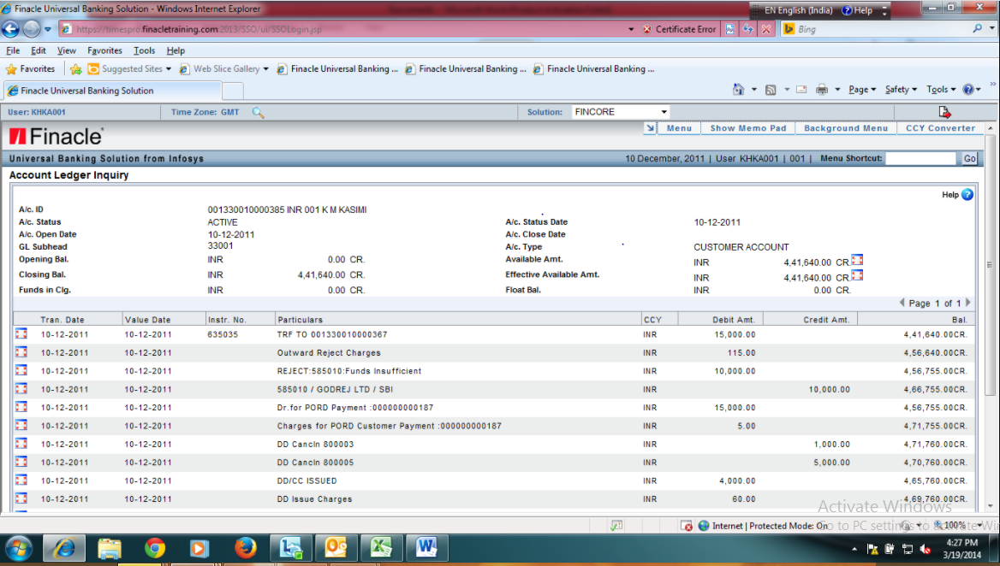 Finacle Universal Banking Solution - Windows Internet Explorer
EN English (India) Help
https://timespro.finacletraining.com:2013/SSO/ui/SSOLogin.jsp Certificate Error Bing
File Edit View Favorites Tools Help
Favorites Suggested Sites Web Slice Gallery Finacle Universal Banking ... Finacle Universal Banking ... Finacle Universal Banking ...
Finacle Universal Banking Solution Page Safety Tools
User: KHKA001 Time Zone: GMT Solution: FINCORE
Finacle
Menu Show Memo Pad Background Menu CCY Converter
Universal Banking Solution from Infosys 10 December, 2011 | User KHKA001 | 001 | Menu Shortcut: Go
Account Ledger Inquiry
Help
A/c. ID 001330010000385 INR 001 K M KASIMI
A/c. Status ACTIVE A/c. Status Date 10-12-2011
A/c. Open Date 10-12-2011 A/c. Close Date
GL Subhead 33001 A/c. Type CUSTOMER ACCOUNT
Opening Bal. INR 0.00 CR. Available Amt. INR 4,41,640.00 CR.
Closing Bal. INR 4,41,640.00 CR. Effective Available Amt. INR 4,41,640.00 CR.
Funds in Clg. INR 0.00 CR. Float Bal. INR 0.00 CR.
Page 1 of 1
Tran. Date Value Date Instr. No. Particulars CCY Debit Amt. Credit Amt. Bal.
10-12-2011 10-12-2011 635035 TRF TO 001330010000367 INR 15,000.00 4,41,640.00CR.
10-12-2011 10-12-2011 Outward Reject Charges INR 115.00 4,56,640.00CR.
10-12-2011 10-12-2011 REJECT:585010:Funds Insufficient INR 10,000.00 4,56,755.00CR.
10-12-2011 10-12-2011 585010 / GODREJ LTD / SBI INR 10,000.00 4,66,755.00CR.
10-12-2011 10-12-2011 Dr.for PORD Payment :000000000187 INR 15,000.00 4,56,755.00CR.
10-12-2011 10-12-2011 Charges for PORD Customer Payment :000000000187 INR 5.00 4,71,755.00CR.
10-12-2011 10-12-2011 DD Cancln 800003 INR 1,000.00 4,71,760.00CR.
10-12-2011 10-12-2011 DD Cancln 800005 INR 5,000.00 4,70,760.00CR.
10-12-2011 10-12-2011 DD/CC ISSUED INR 4,000.00 4,65,760.00CR.
10-12-2011 10-12-2011 DD Issue Charges INR 60.00 4,69,760.00CR.
Activate Windows
Go to PC settings to activate Wi
Internet | Protected Mode: On 100%
4:27 PM
3/19/2014